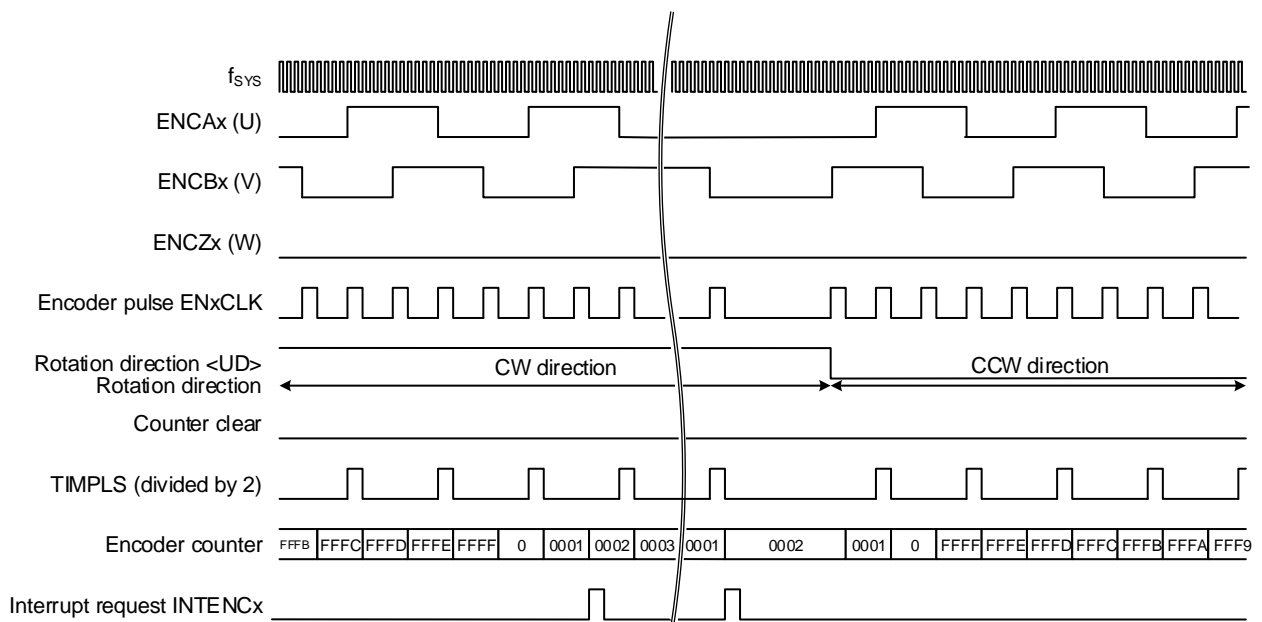 fSYS
ENCAx (U)
ENCBx (V)
ENCZx (W)
Encoder pulse ENxCLK
Rotation direction <UD>
Rotation direction
CW direction
CCW direction
Counter clear
TIMPLS (divided by 2)
Encoder counter
FFFB FFFC FFFD FFFE FFFF 0 0001 0002 0003 0001 0002 0001 0 FFFF FFFE FFFD FFFC FFFB FFFA FFF9
Interrupt request INTENCx